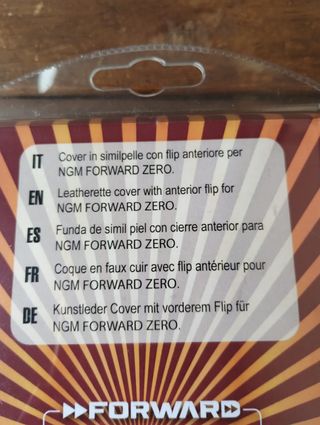 IT Cover in similpelle con flip anteriore per
NGM FORWARD ZERO.
EN Leatherette cover with anterior flip for
NGM FORWARD ZERO.
ES Funda de simil piel con cierre anterior para
NGM FORWARD ZERO.
FR Coque en faux cuir avec flip antérieur pour
NGM FORWARD ZERO.
DE Kunstleder Cover mit vorderem Flip für
NGM FORWARD ZERO.
FORWARD